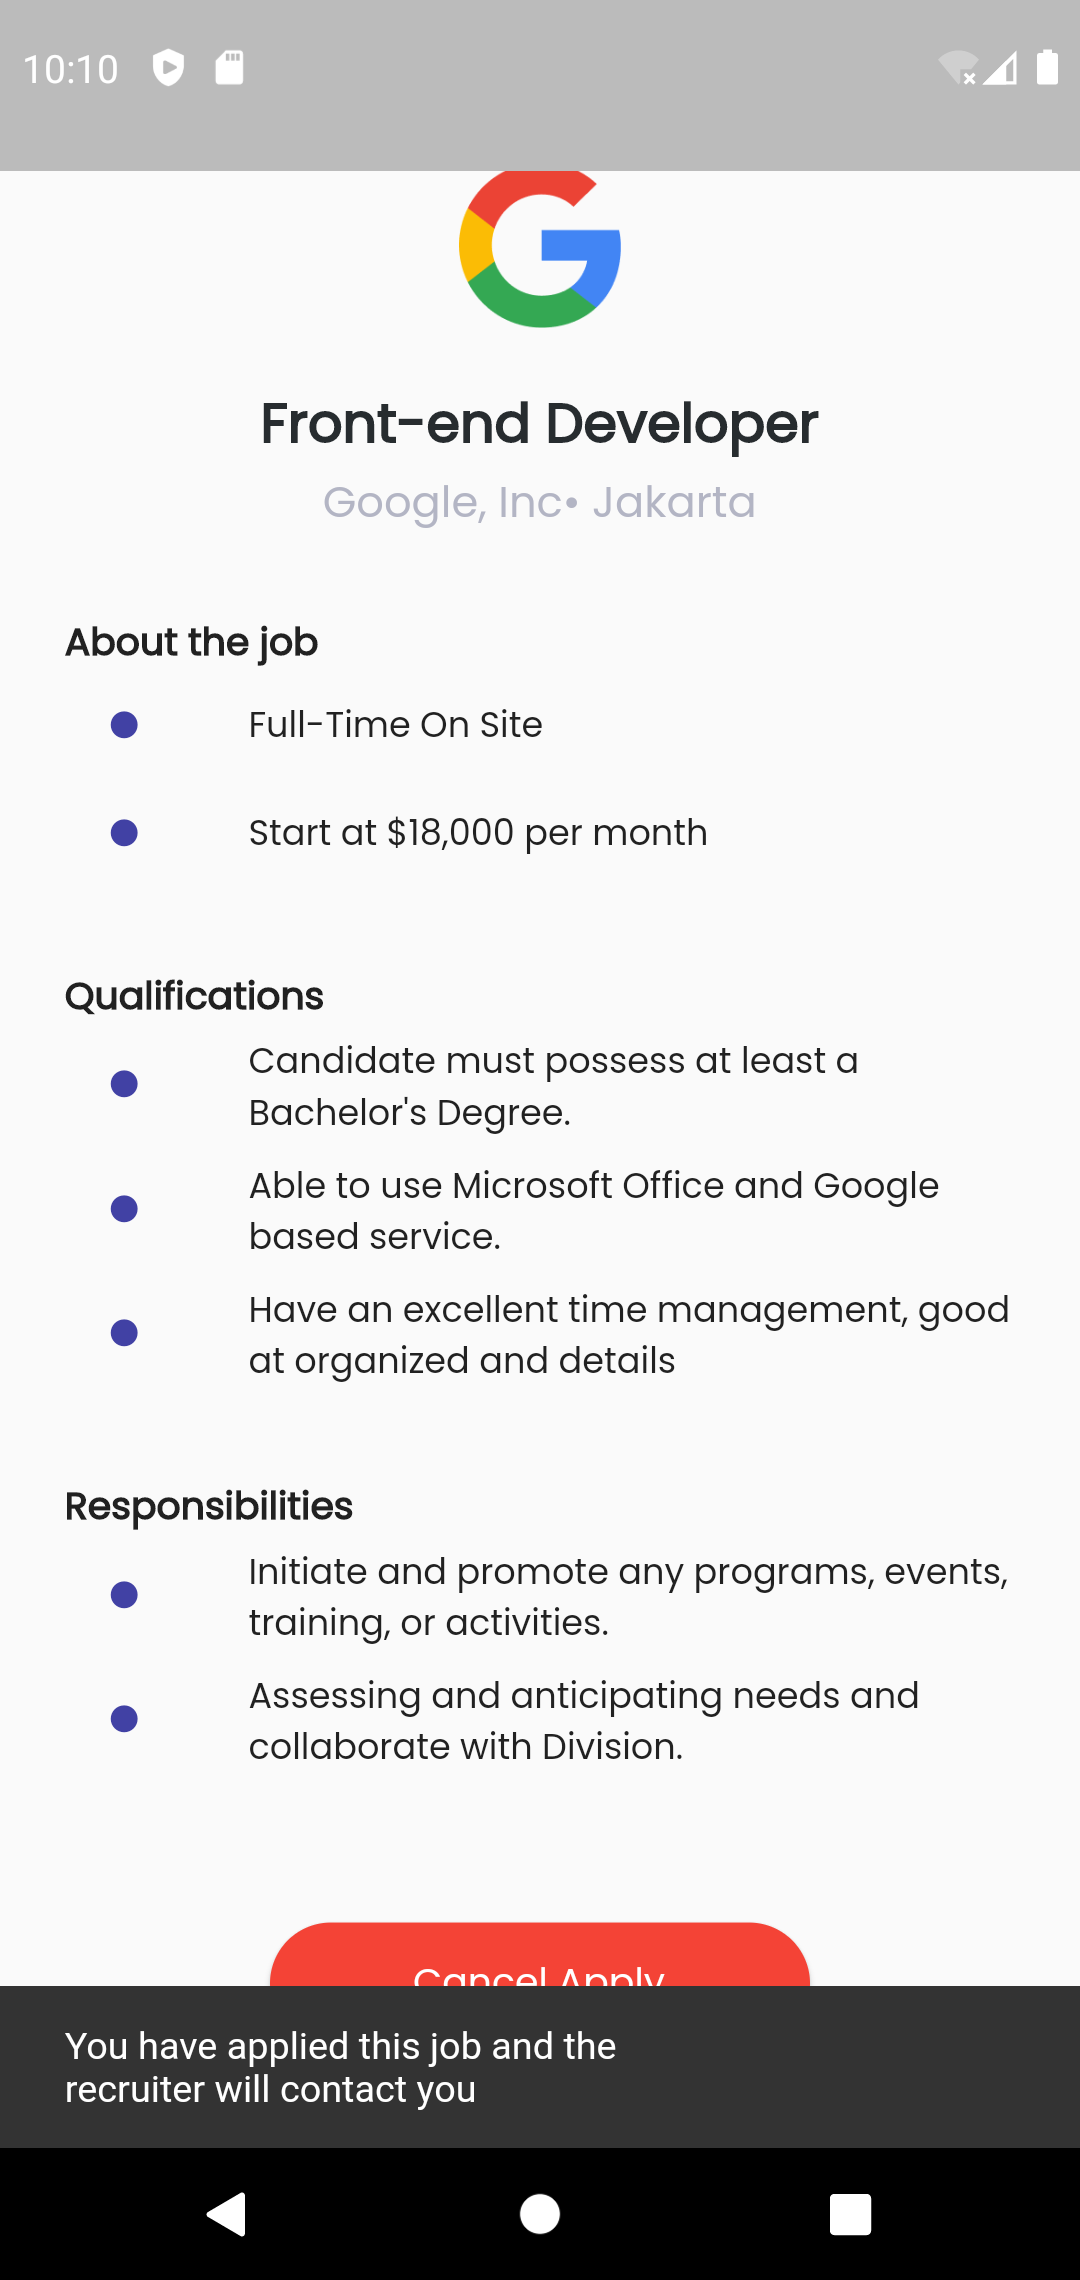 10:10
Front-end Developer
Google, Inc• Jakarta
About the job
Full-Time On Site
Start at $18,000 per month
Qualifications
Candidate must possess at least a
Bachelor's Degree.
Able to use Microsoft Office and Google
based service.
Have an excellent time management, good
at organized and details
Responsibilities
Initiate and promote any programs, events,
training, or activities.
Assessing and anticipating needs and
collaborate with Division.
Cancel Apply
You have applied this job and the
recruiter will contact you